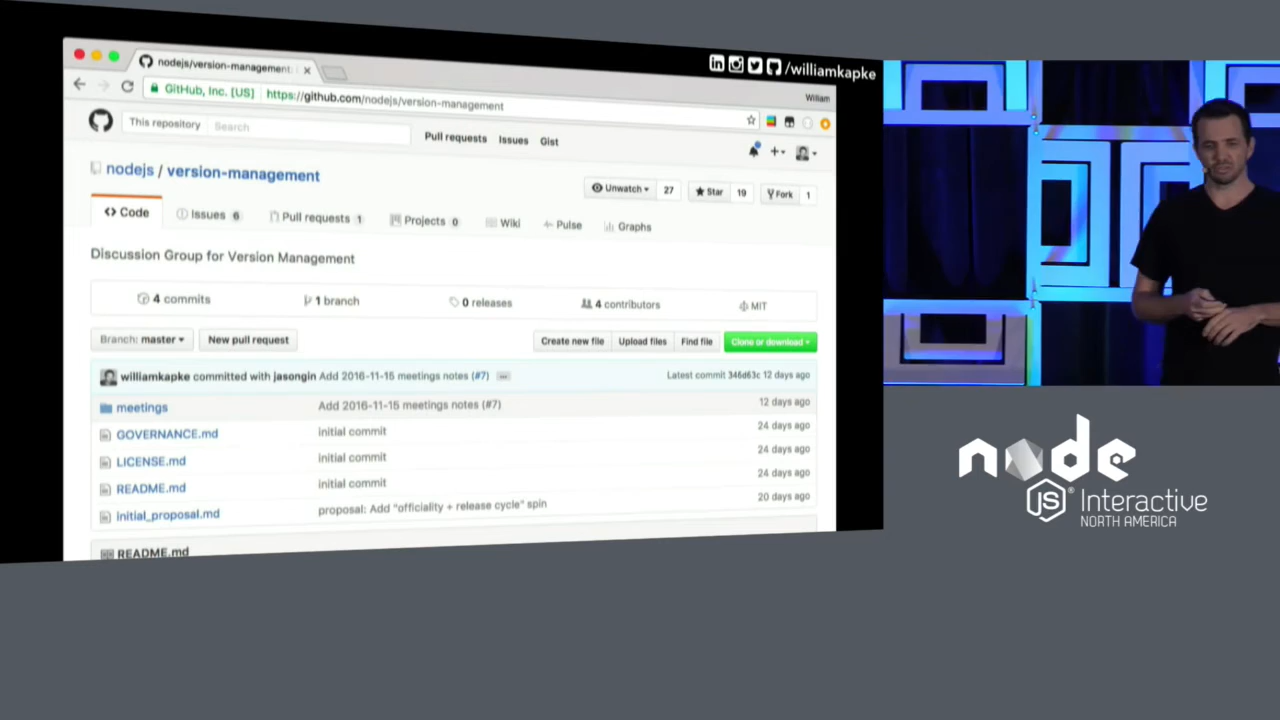 nodejs/version-management:
/williamkapke
William
GitHub, Inc. [US] https://github.com/nodejs/version-management
This repository Search Pull requests Issues Gist
nodejs / version-management
Unwatch 27 Star 19 Fork 1
Code Issues 6 Pull requests 1 Projects 0 Wiki Pulse Graphs
Discussion Group for Version Management
4 commits 1 branch 0 releases 4 contributors MIT
Branch: master New pull request Create new file Upload files Find file Clone or download
williamkapke committed with jasongin Add 2016-11-15 meetings notes (#7) Latest commit 346d63c 12 days ago
meetings Add 2016-11-15 meetings notes (#7) 12 days ago
GOVERNANCE.md initial commit 24 days ago
LICENSE.md initial commit 24 days ago
README.md initial commit 24 days ago
initial_proposal.md proposal: Add "officiality + release cycle" spin 20 days ago
README.md
node
JS® Interactive
NORTH AMERICA